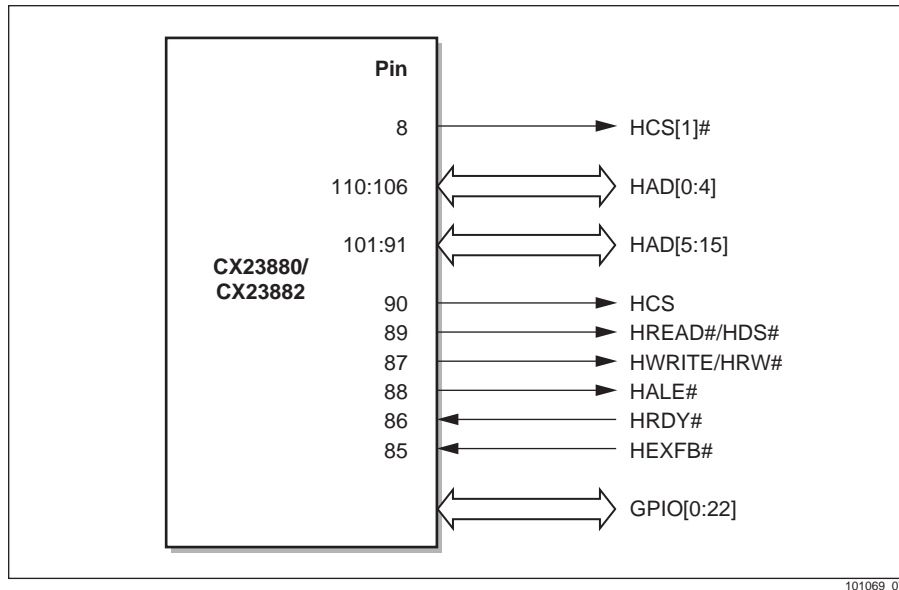 Pin
8 HCS[1]#
110:106 HAD[0:4]
101:91 HAD[5:15]
CX23880/
CX23882
90 HCS
89 HREAD#/HDS#
87 HWRITE/HRW#
88 HALE#
86 HRDY#
85 HEXFB#
GPIO[0:22]